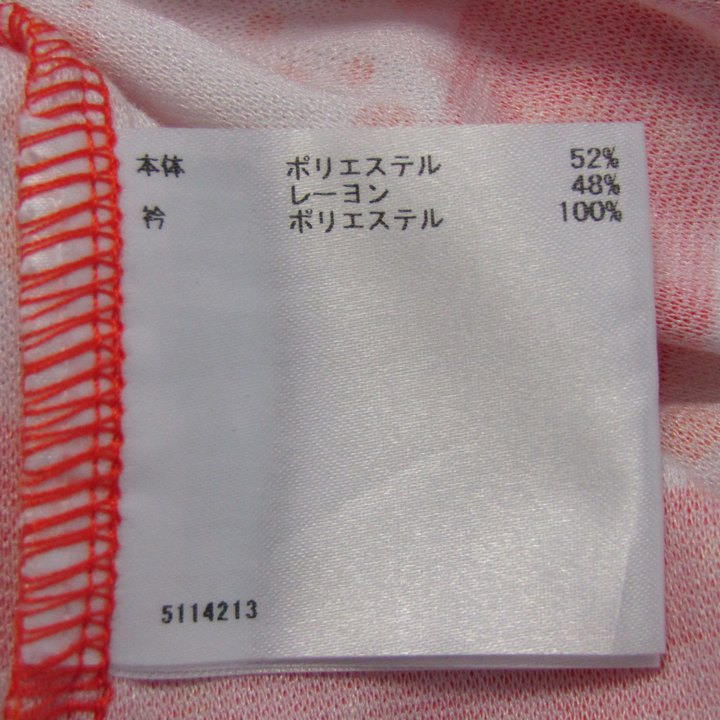 本体 ポリエステル 52%
レーヨン 48%
衿 ポリエステル 100%
5114213